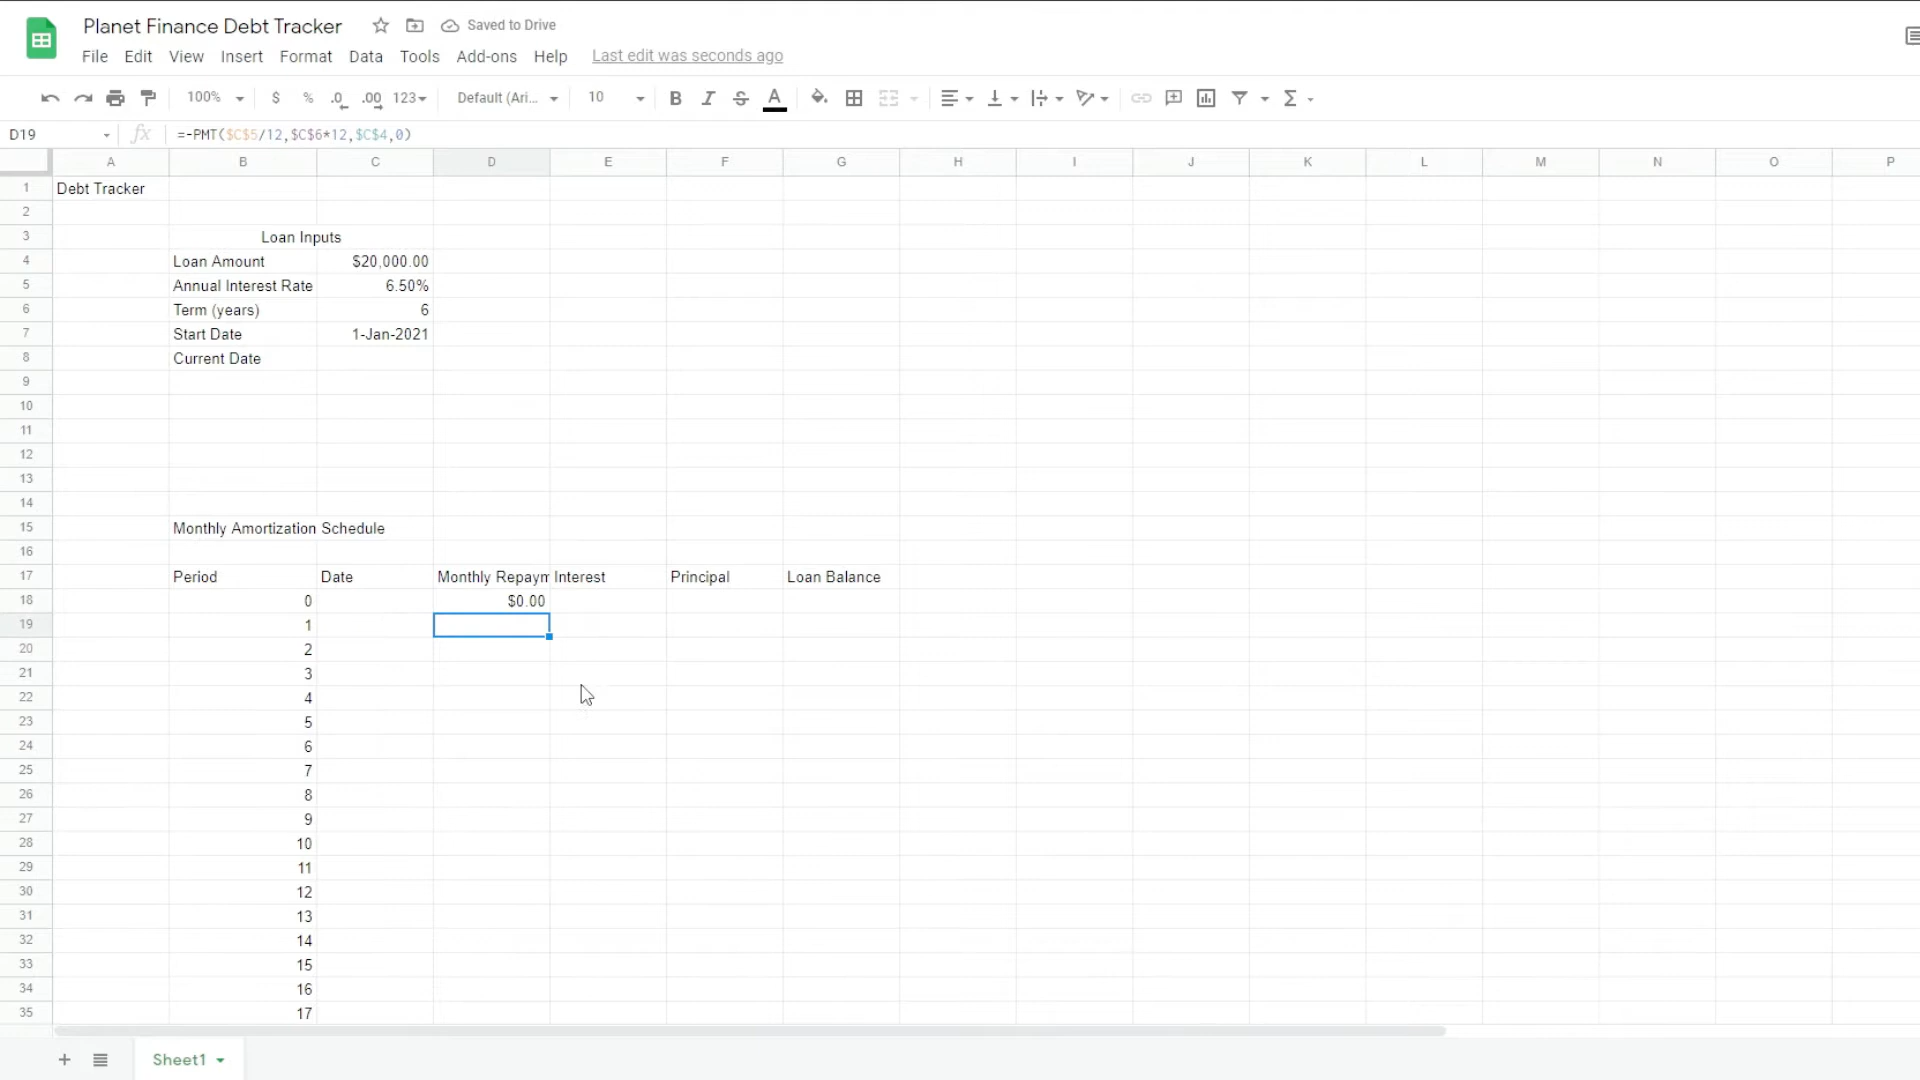 Planet Finance Debt Tracker Saved to Drive
File Edit View Insert Format Data Tools Add-ons Help Last edit was seconds ago
100% $ % .0 .00 123 Default (Ari... 10 B I S A Σ
D19 fx =-PMT($C$5/12,$C$6*12,$C$4,0)
A B C D E F G H I J K L M N O P
1 Debt Tracker
2
3 Loan Inputs
4 Loan Amount $20,000.00
5 Annual Interest Rate 6.50%
6 Term (years) 6
7 Start Date 1-Jan-2021
8 Current Date
9
10
11
12
13
14
15 Monthly Amortization Schedule
16
17 Period Date Monthly Repaym Interest Principal Loan Balance
18 0 $0.00
19 1
20 2
21 3
22 4
23 5
24 6
25 7
26 8
27 9
28 10
29 11
30 12
31 13
32 14
33 15
34 16
35 17
+ Sheet1